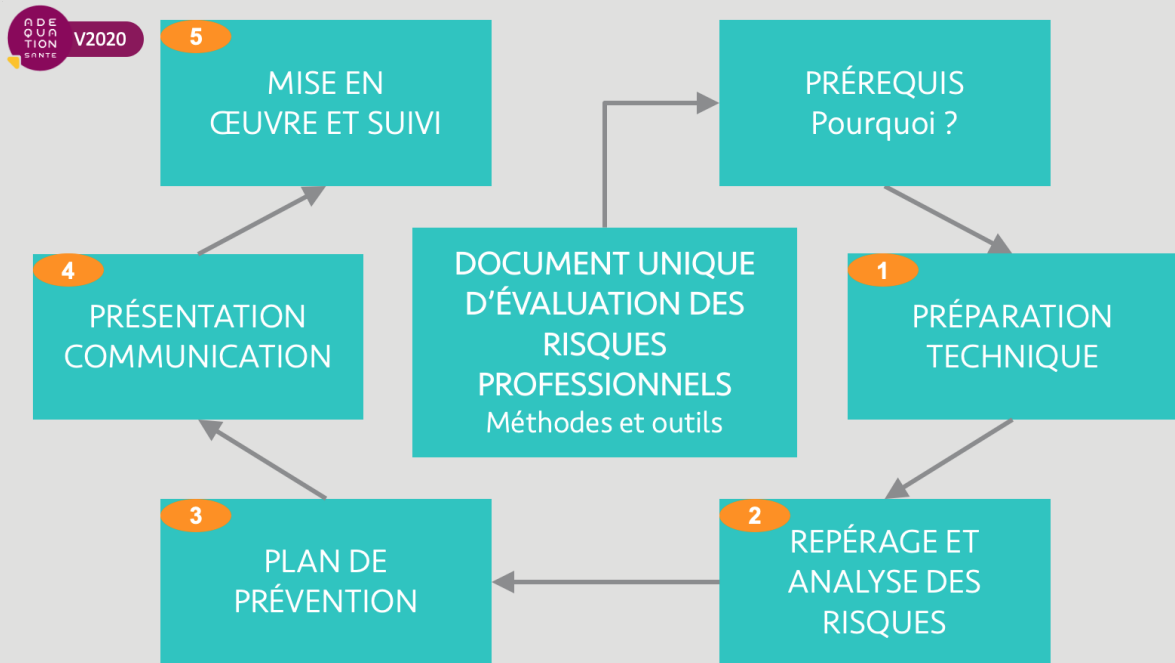 ADE
QUA
TION
SANTE
V2020
5
MISE EN
ŒUVRE ET SUIVI
PRÉREQUIS
Pourquoi ?
DOCUMENT UNIQUE
D'ÉVALUATION DES
RISQUES
PROFESSIONNELS
Méthodes et outils
4
PRÉSENTATION
COMMUNICATION
1
PRÉPARATION
TECHNIQUE
3
PLAN DE
PRÉVENTION
2
REPÉRAGE ET
ANALYSE DES
RISQUES